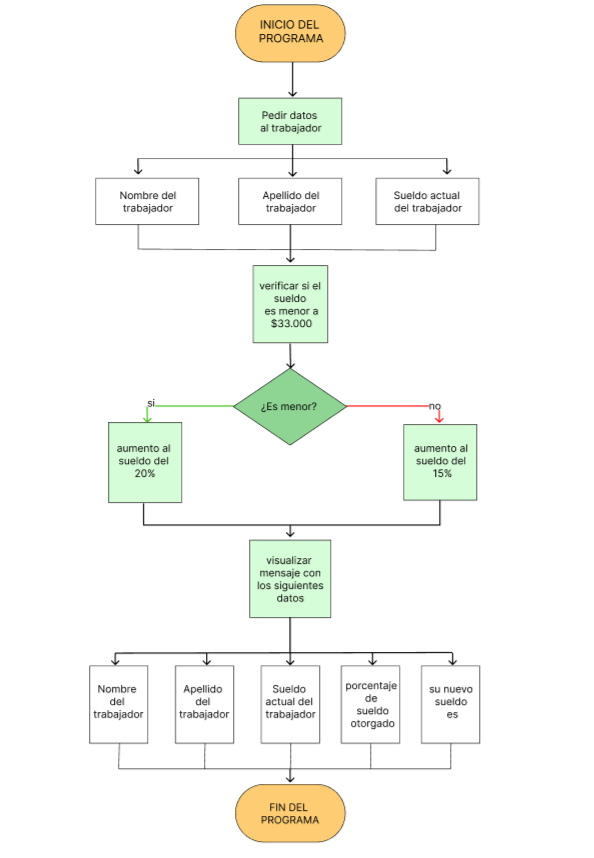 INICIO DEL
PROGRAMA
Pedir datos
al trabajador
Nombre del
trabajador
Apellido del
trabajador
Sueldo actual
del trabajador
verificar si el
sueldo
es menor a
$33.000
¿Es menor?
si
no
aumento al
sueldo del
20%
aumento al
sueldo del
15%
visualizar
mensaje con
los siguientes
datos
Nombre
del
trabajador
Apellido
del
trabajador
Sueldo
actual del
trabajador
porcentaje
de
sueldo
otorgado
su nuevo
sueldo
es
FIN DEL
PROGRAMA